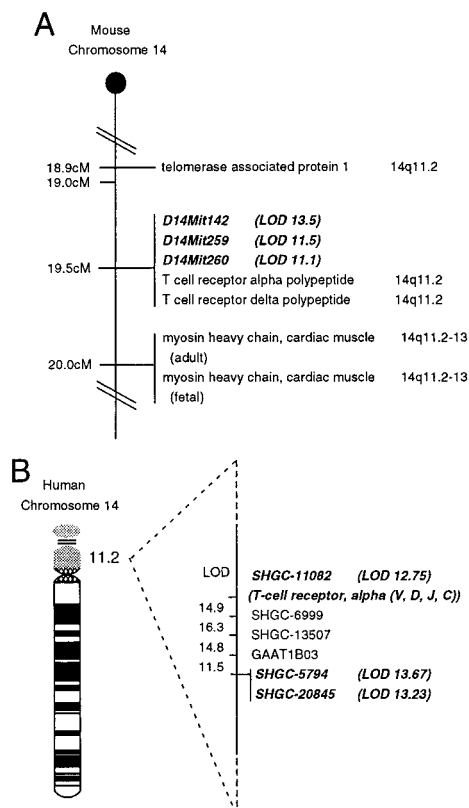 A
Mouse
Chromosome 14
18.9cM telomerase associated protein 1 14q11.2
19.0cM
D14Mit142 (LOD 13.5)
D14Mit259 (LOD 11.5)
D14Mit260 (LOD 11.1)
19.5cM
T cell receptor alpha polypeptide 14q11.2
T cell receptor delta polypeptide 14q11.2
myosin heavy chain, cardiac muscle 14q11.2-13
(adult)
20.0cM
myosin heavy chain, cardiac muscle 14q11.2-13
(fetal)
B
Human
Chromosome 14
11.2
LOD
SHGC-11082 (LOD 12.75)
(T-cell receptor, alpha (V, D, J, C))
14.9
SHGC-6999
16.3
SHGC-13507
14.8
GAAT1B03
11.5
SHGC-5794 (LOD 13.67)
SHGC-20845 (LOD 13.23)